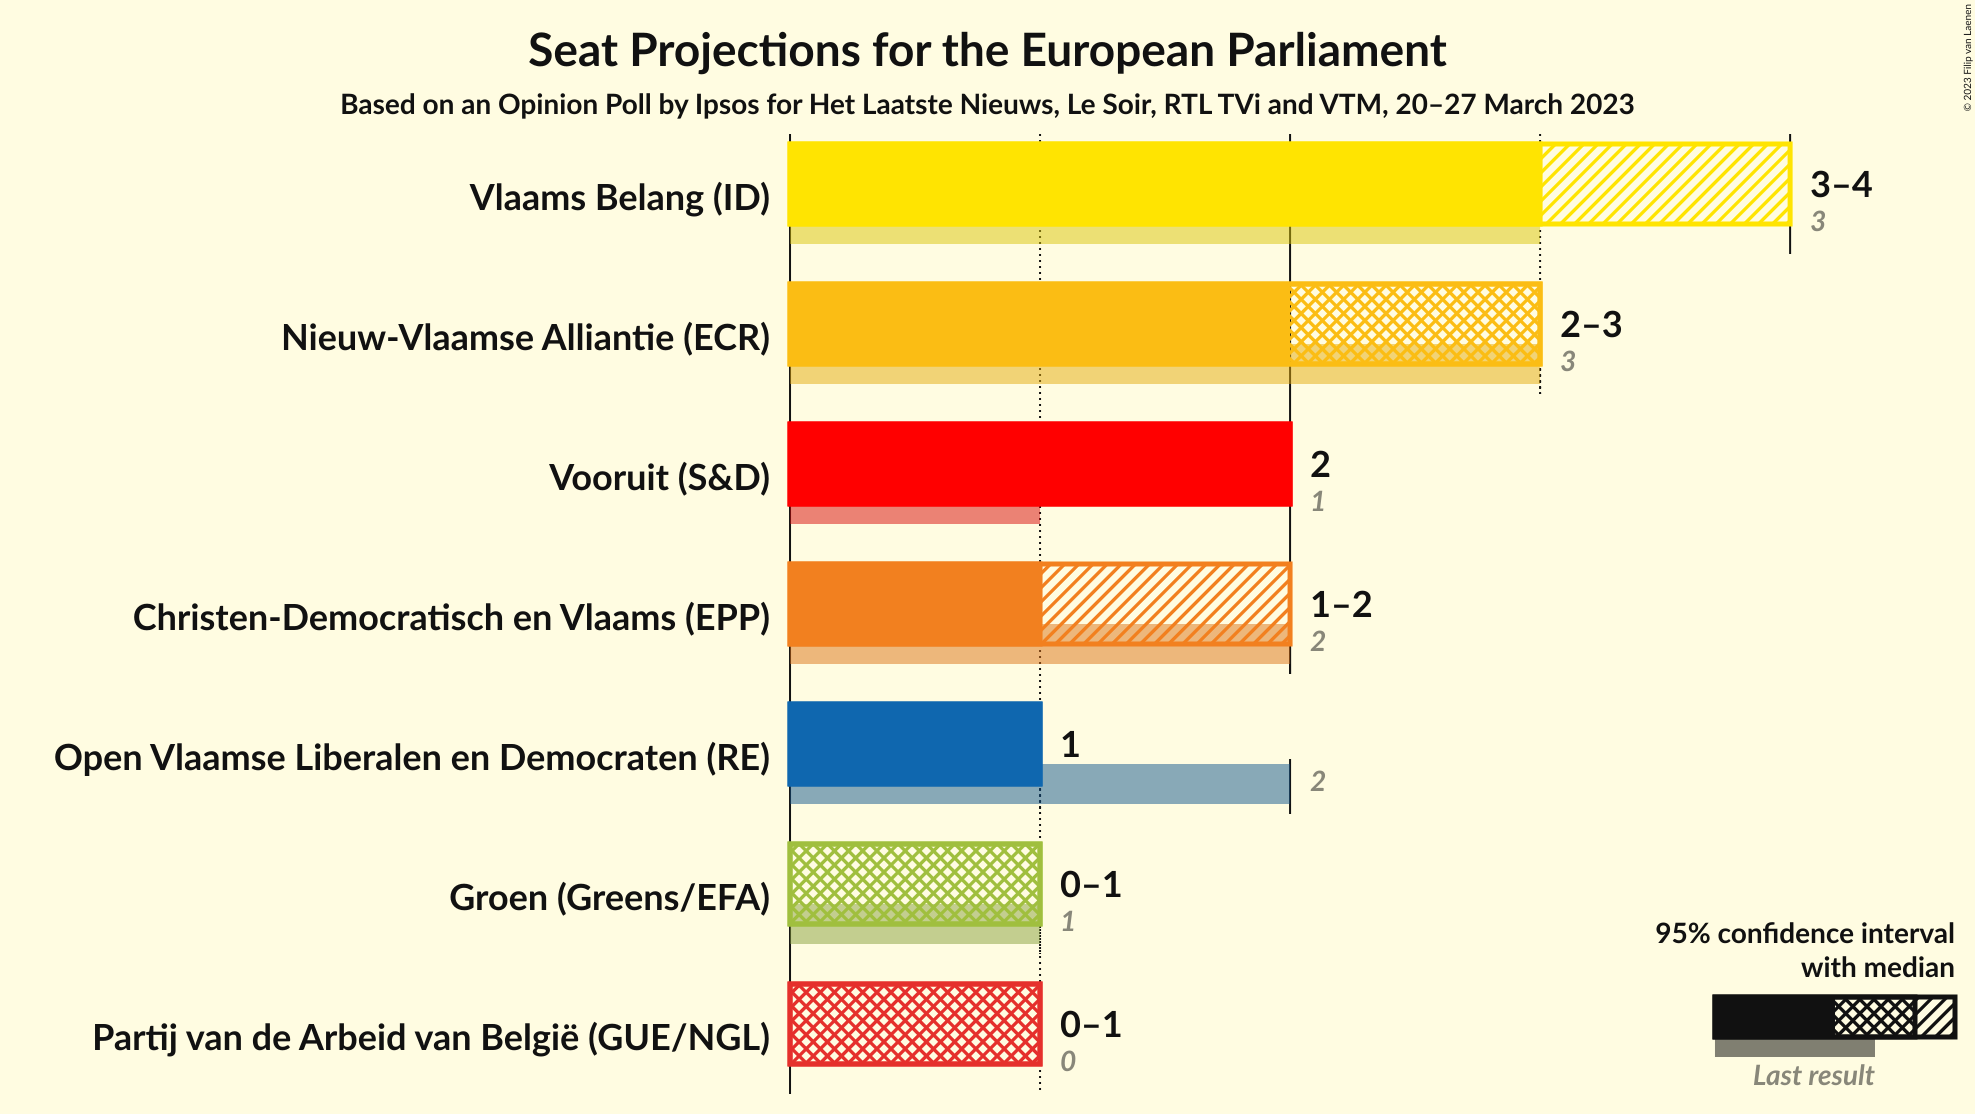 Seat Projections for the European Parliament
Based on an Opinion Poll by Ipsos for Het Laatste Nieuws, Le Soir, RTL TVi and VTM, 20–27 March 2023
© 2023 Filip van Laenen
Vlaams Belang (ID)
3–4
3
Nieuw-Vlaamse Alliantie (ECR)
2–3
3
Vooruit (S&D)
2
1
Christen-Democratisch en Vlaams (EPP)
1–2
2
Open Vlaamse Liberalen en Democraten (RE)
1
2
Groen (Greens/EFA)
0–1
1
Partij van de Arbeid van België (GUE/NGL)
0–1
0
95% confidence interval
with median
Last result